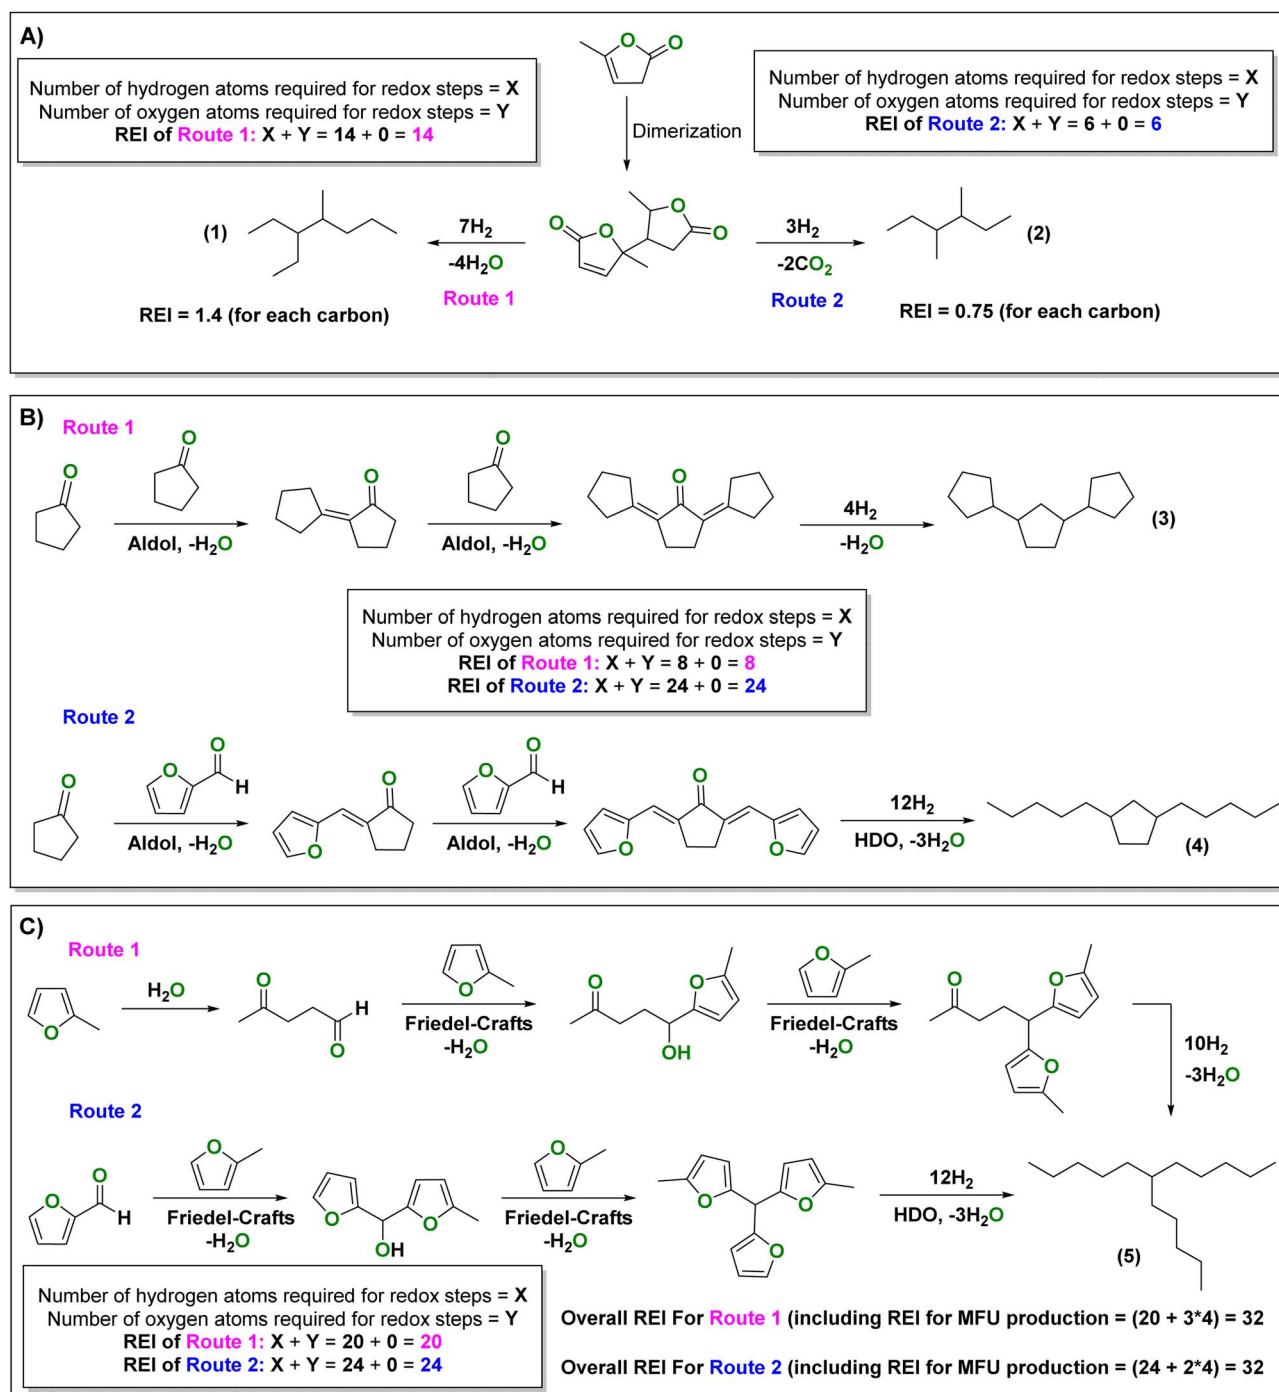 A)
Number of hydrogen atoms required for redox steps = X
Number of oxygen atoms required for redox steps = Y
REI of Route 1: X + Y = 14 + 0 = 14
O
O
Number of hydrogen atoms required for redox steps = X
Number of oxygen atoms required for redox steps = Y
REI of Route 2: X + Y = 6 + 0 = 6
Dimerization
(1)
7H2
-4H2O
Route 1
O
O
O
O
3H2
-2CO2
Route 2
(2)
REI = 1.4 (for each carbon)
REI = 0.75 (for each carbon)
B)
Route 1
O
O
Aldol, -H2O
O
O
Aldol, -H2O
O
4H2
-H2O
(3)
Number of hydrogen atoms required for redox steps = X
Number of oxygen atoms required for redox steps = Y
REI of Route 1: X + Y = 8 + 0 = 8
REI of Route 2: X + Y = 24 + 0 = 24
Route 2
O
O
O
H
Aldol, -H2O
O
O
O
O
H
Aldol, -H2O
O
O
O
12H2
HDO, -3H2O
(4)
C)
Route 1
O
H2O
O
H
O
O
Friedel-Crafts
-H2O
O
O
OH
O
Friedel-Crafts
-H2O
O
O
O
10H2
-3H2O
Route 2
O
O
H
O
Friedel-Crafts
-H2O
O
O
OH
O
Friedel-Crafts
-H2O
O
O
O
12H2
HDO, -3H2O
(5)
Number of hydrogen atoms required for redox steps = X
Number of oxygen atoms required for redox steps = Y
REI of Route 1: X + Y = 20 + 0 = 20
REI of Route 2: X + Y = 24 + 0 = 24
Overall REI For Route 1 (including REI for MFU production = (20 + 3*4) = 32
Overall REI For Route 2 (including REI for MFU production = (24 + 2*4) = 32